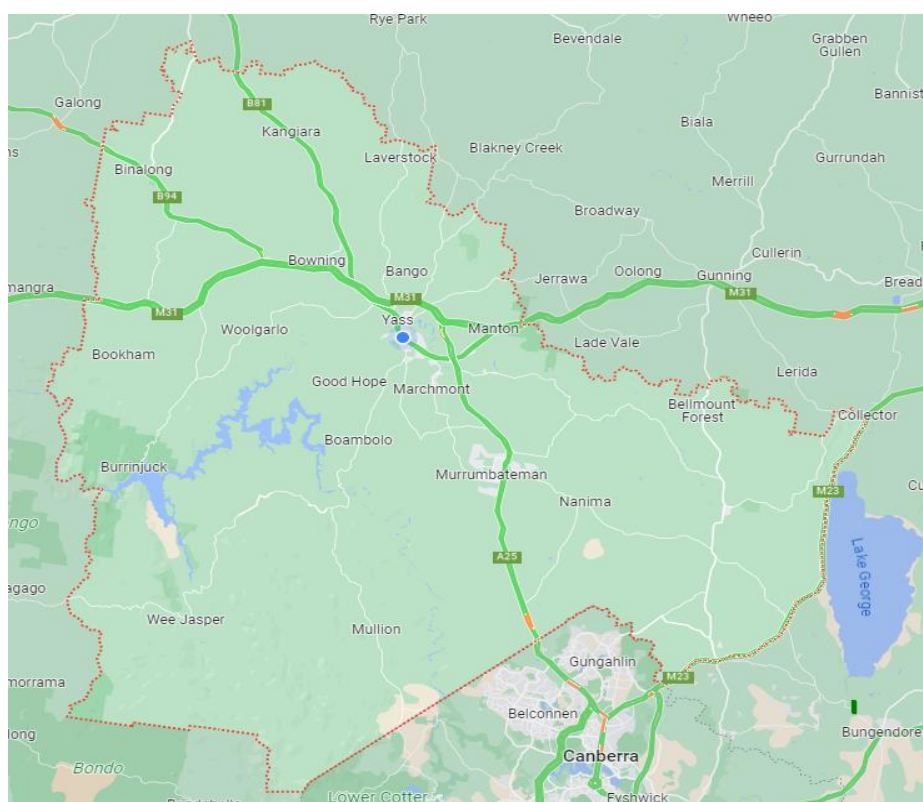 Rye Park
Wheeo
Bevendale
Grabben
Gullen
Galong
B81
Bannist
Kangiara
Biala
ns
Laverstock
Blakney Creek
Gurrundah
Binalong
Merrill
B94
Broadway
Cullerin
Bowning
Bango
Jerrawa
Oolong
Gunning
mangra
M31
M31
M31
Bread
Woolgarlo
Yass
Manton
Bookham
Lade Vale
Lerida
Good Hope
Marchmont
Bellmount
Forest
Collector
Boambolo
Burrinjuck
Murrumbateman
M23
Cu
Nanima
ngo
A25
Lake George
agago
Wee Jasper
Mullion
Gungahlin
M23
morrama
Belconnen
Bungendore
long
Canberra
Bondo
Lower Cotter
Fyshwick